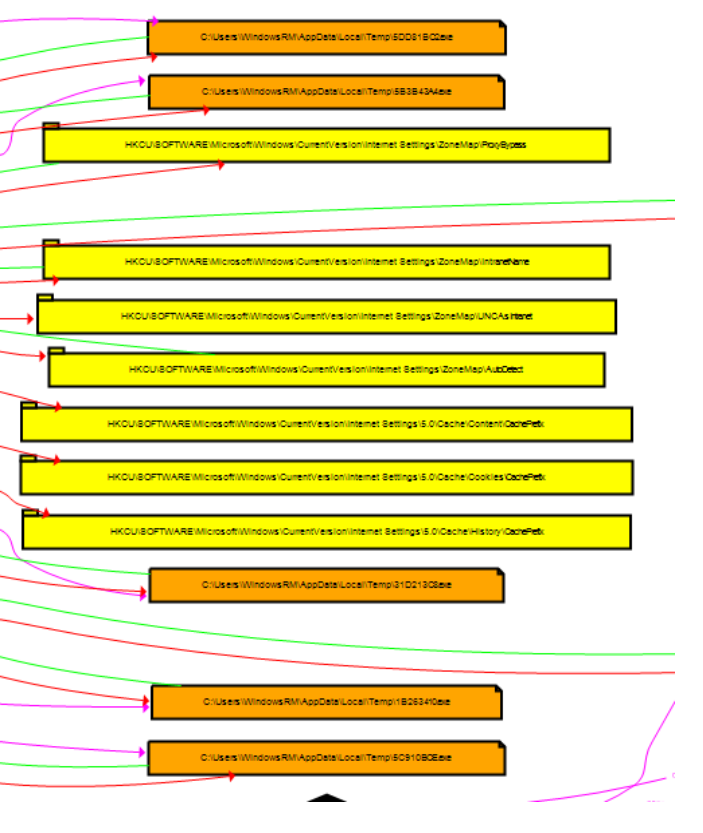 C:\Users\WindowsRM\AppData\Local\Temp\5DD81BC2.exe
C:\Users\WindowsRM\AppData\Local\Temp\5B3B43A4.exe
HKCU\SOFTWARE\Microsoft\Windows\CurrentVersion\Internet Settings\ZoneMap\ProxyBypass
HKCU\SOFTWARE\Microsoft\Windows\CurrentVersion\Internet Settings\ZoneMap\IntranetName
HKCU\SOFTWARE\Microsoft\Windows\CurrentVersion\Internet Settings\ZoneMap\UNCAsIntranet
HKCU\SOFTWARE\Microsoft\Windows\CurrentVersion\Internet Settings\ZoneMap\AutoDetect
HKCU\SOFTWARE\Microsoft\Windows\CurrentVersion\Internet Settings\5.0\Cache\Content\CachePrefix
HKCU\SOFTWARE\Microsoft\Windows\CurrentVersion\Internet Settings\5.0\Cache\Cookies\CachePrefix
HKCU\SOFTWARE\Microsoft\Windows\CurrentVersion\Internet Settings\5.0\Cache\History\CachePrefix
C:\Users\WindowsRM\AppData\Local\Temp\31D213C8.exe
C:\Users\WindowsRM\AppData\Local\Temp\1B263410.exe
C:\Users\WindowsRM\AppData\Local\Temp\5C910B0E.exe